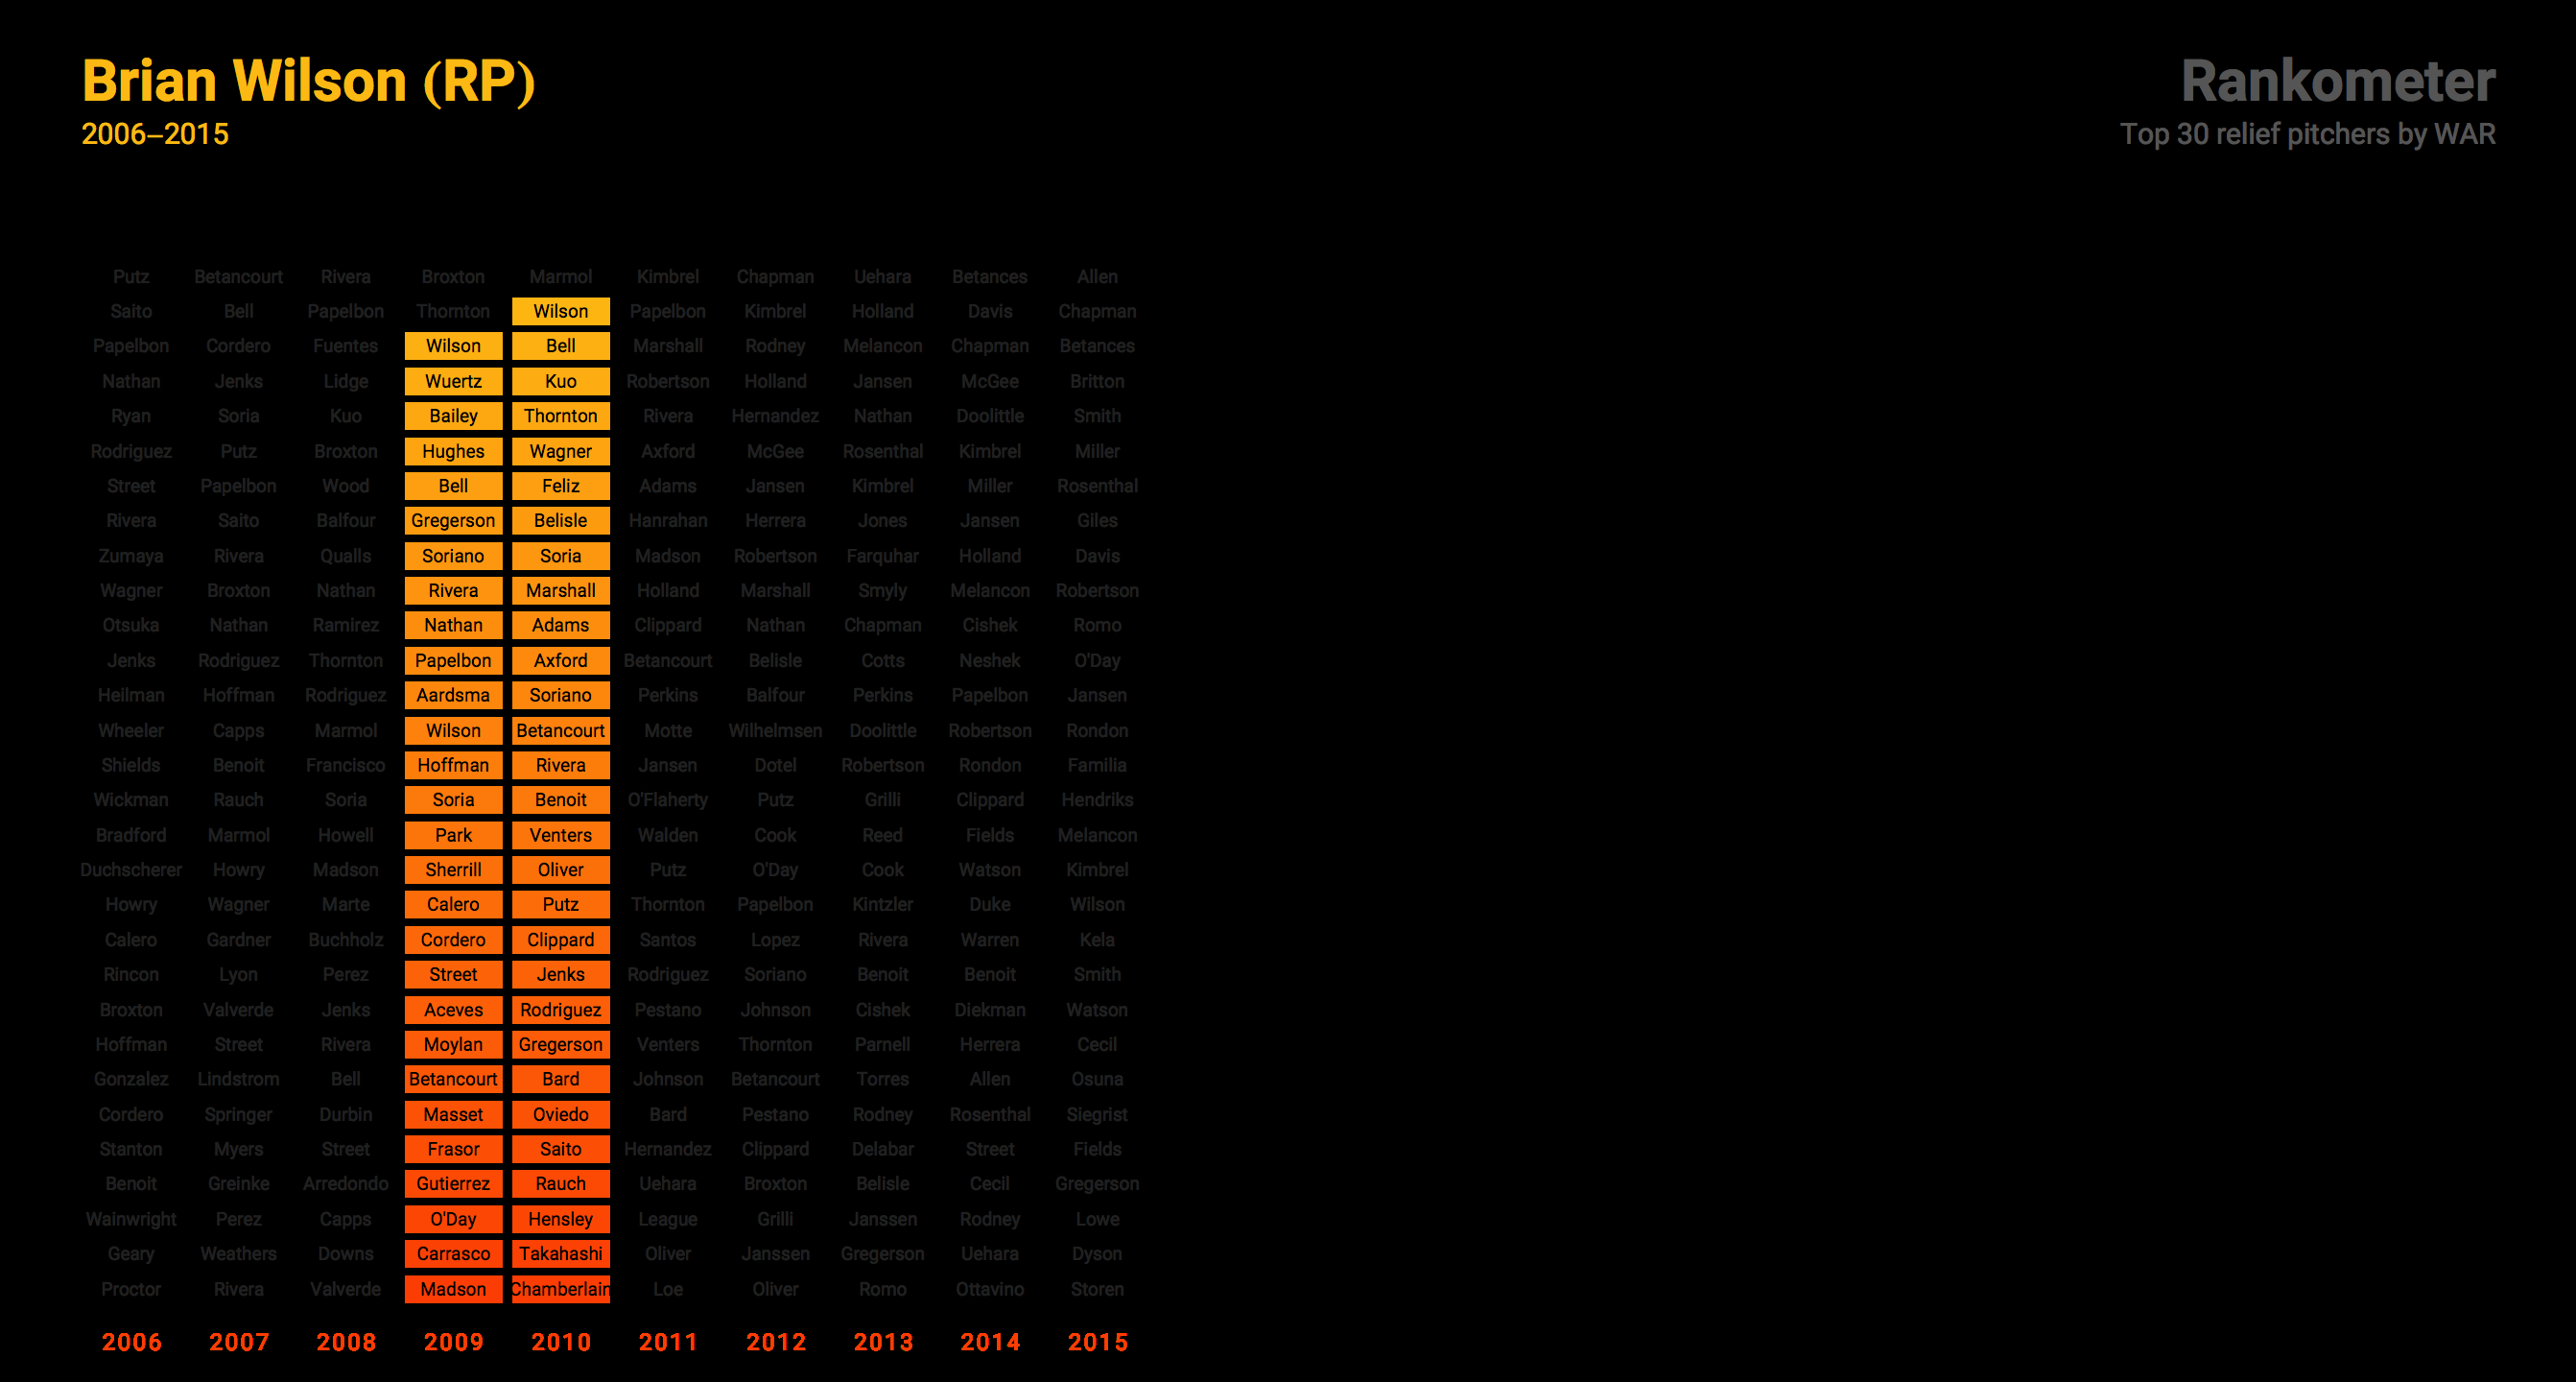 Brian Wilson (RP)
2006–2015
Rankometer
Top 30 relief pitchers by WAR
Putz Betancourt Rivera Broxton Marmol Kimbrel Chapman Uehara Betances Allen
Saito Bell Papelbon Thornton Wilson Papelbon Kimbrel Holland Davis Chapman
Papelbon Cordero Fuentes Wilson Bell Marshall Rodney Melancon Chapman Betances
Nathan Jenks Lidge Wuertz Kuo Robertson Holland Jansen McGee Britton
Ryan Soria Kuo Bailey Thornton Rivera Hernandez Nathan Doolittle Smith
Rodriguez Putz Broxton Hughes Wagner Axford McGee Rosenthal Kimbrel Miller
Street Papelbon Wood Bell Feliz Adams Jansen Kimbrel Miller Rosenthal
Rivera Saito Balfour Gregerson Belisle Hanrahan Herrera Jones Jansen Giles
Zumaya Rivera Qualls Soriano Soria Madson Robertson Farquhar Holland Davis
Wagner Broxton Nathan Rivera Marshall Holland Marshall Smyly Melancon Robertson
Otsuka Nathan Ramirez Nathan Adams Clippard Nathan Chapman Cishek Romo
Jenks Rodriguez Thornton Papelbon Axford Betancourt Belisle Cotts Neshek O'Day
Heilman Hoffman Rodriguez Aardsma Soriano Perkins Balfour Perkins Papelbon Jansen
Wheeler Capps Marmol Wilson Betancourt Motte Wilhelmsen Doolittle Robertson Rondon
Shields Benoit Francisco Hoffman Rivera Jansen Dotel Robertson Rondon Familia
Wickman Rauch Soria Soria Benoit O'Flaherty Putz Grilli Clippard Hendriks
Bradford Marmol Howell Park Venters Walden Cook Reed Fields Melancon
Duchscherer Howry Madson Sherrill Oliver Putz O'Day Cook Watson Kimbrel
Howry Wagner Marte Calero Putz Thornton Papelbon Kintzler Duke Wilson
Calero Gardner Buchholz Cordero Clippard Santos Lopez Rivera Warren Kela
Rincon Lyon Perez Street Jenks Rodriguez Soriano Benoit Benoit Smith
Broxton Valverde Jenks Aceves Rodriguez Pestano Johnson Cishek Diekman Watson
Hoffman Street Rivera Moylan Gregerson Venters Thornton Parnell Herrera Cecil
Gonzalez Lindstrom Bell Betancourt Bard Johnson Betancourt Torres Allen Osuna
Cordero Springer Durbin Masset Oviedo Bard Pestano Rodney Rosenthal Siegrist
Stanton Myers Street Frasor Saito Hernandez Clippard Delabar Street Fields
Benoit Greinke Arredondo Gutierrez Rauch Uehara Broxton Belisle Cecil Gregerson
Wainwright Perez Capps O'Day Hensley League Grilli Janssen Rodney Lowe
Geary Weathers Downs Carrasco Takahashi Oliver Janssen Gregerson Uehara Dyson
Proctor Rivera Valverde Madson Chamberlain Loe Oliver Romo Ottavino Storen
2006 2007 2008 2009 2010 2011 2012 2013 2014 2015